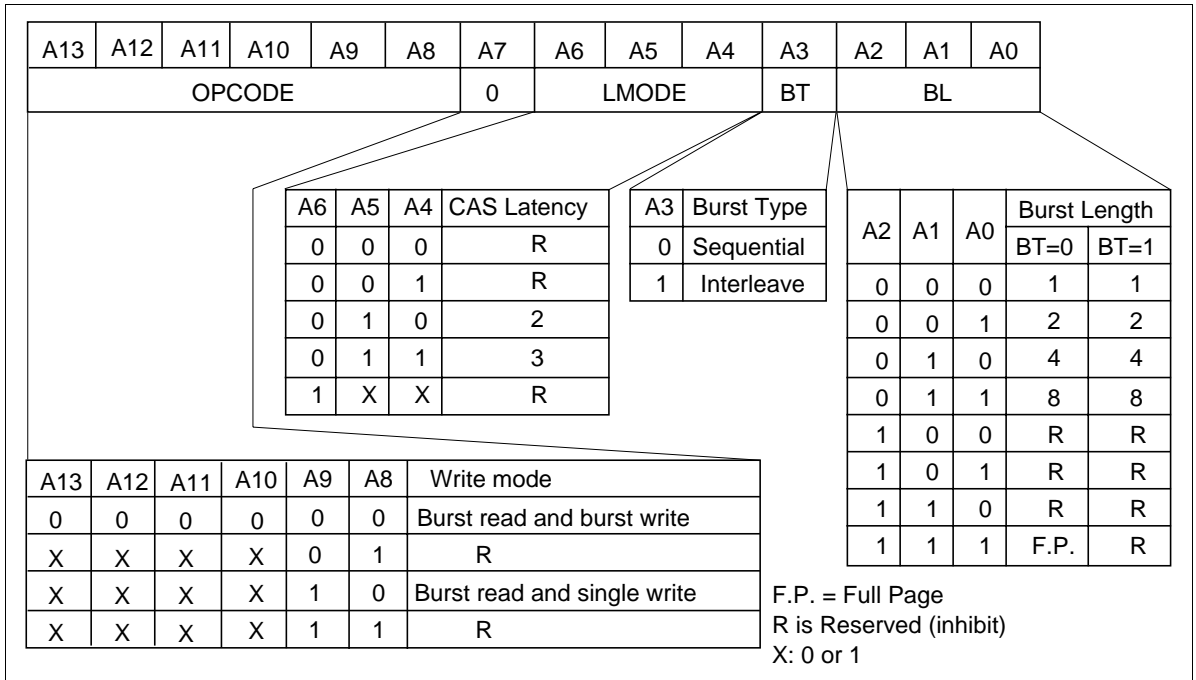 A13 A12 A11 A10 A9 A8 A7 A6 A5 A4 A3 A2 A1 A0
OPCODE 0 LMODE BT BL
A6 A5 A4 CAS Latency
0 0 0 R
0 0 1 R
0 1 0 2
0 1 1 3
1 X X R
A3 Burst Type
0 Sequential
1 Interleave
A2 A1 A0 Burst Length
BT=0 BT=1
0 0 0 1 1
0 0 1 2 2
0 1 0 4 4
0 1 1 8 8
1 0 0 R R
1 0 1 R R
1 1 0 R R
1 1 1 F.P. R
A13 A12 A11 A10 A9 A8 Write mode
0 0 0 0 0 0 Burst read and burst write
X X X X 0 1 R
X X X X 1 0 Burst read and single write
X X X X 1 1 R
F.P. = Full Page
R is Reserved (inhibit)
X: 0 or 1